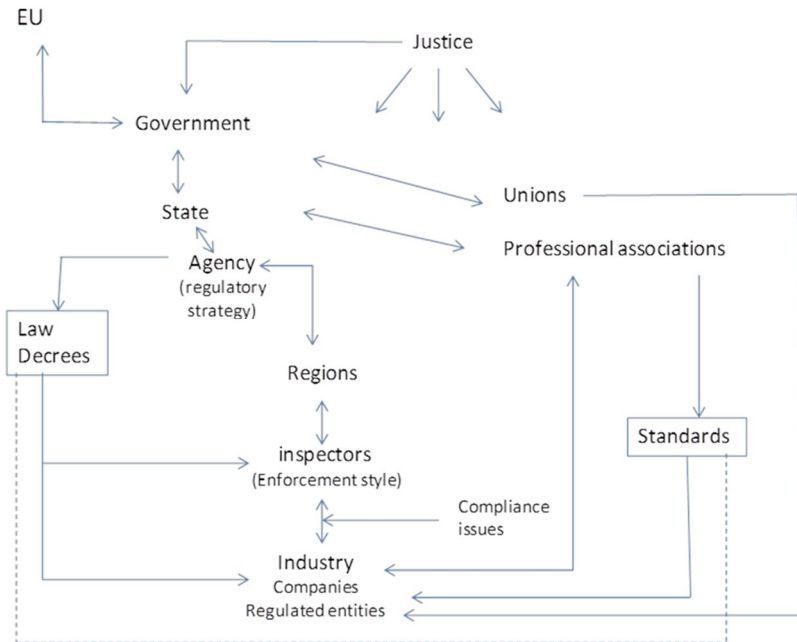 EU
Justice
Government
Unions
State
Professional associations
Agency
(regulatory
strategy)
Law
Decrees
Regions
Standards
inspectors
(Enforcement style)
Compliance
issues
Industry
Companies
Regulated entities